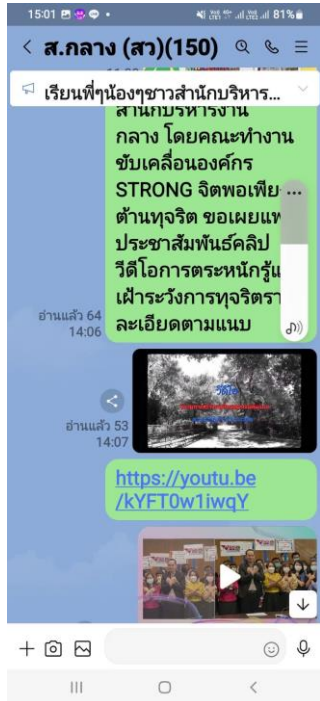 15:01
81%
ส.กลาง (สว)(150)
เรียนพี่ๆน้องๆชาวสำนักบริหาร...
สำนักบริหารงาน
กลาง โดยคณะทำงาน
ขับเคลื่อนองค์กร
STRONG จิตพอเพีย
ต้านทุจริต ขอเผยแพ
ประชาสัมพันธ์คลิป
วีดีโอการตระหนักรู้แ
เฝ้าระวังการทุจริตรา
ละเอียดตามแนบ
อ่านแล้ว 64
14:06
อ่านแล้ว 53
14:07
https://youtu.be
/kYFT0w1iwqY